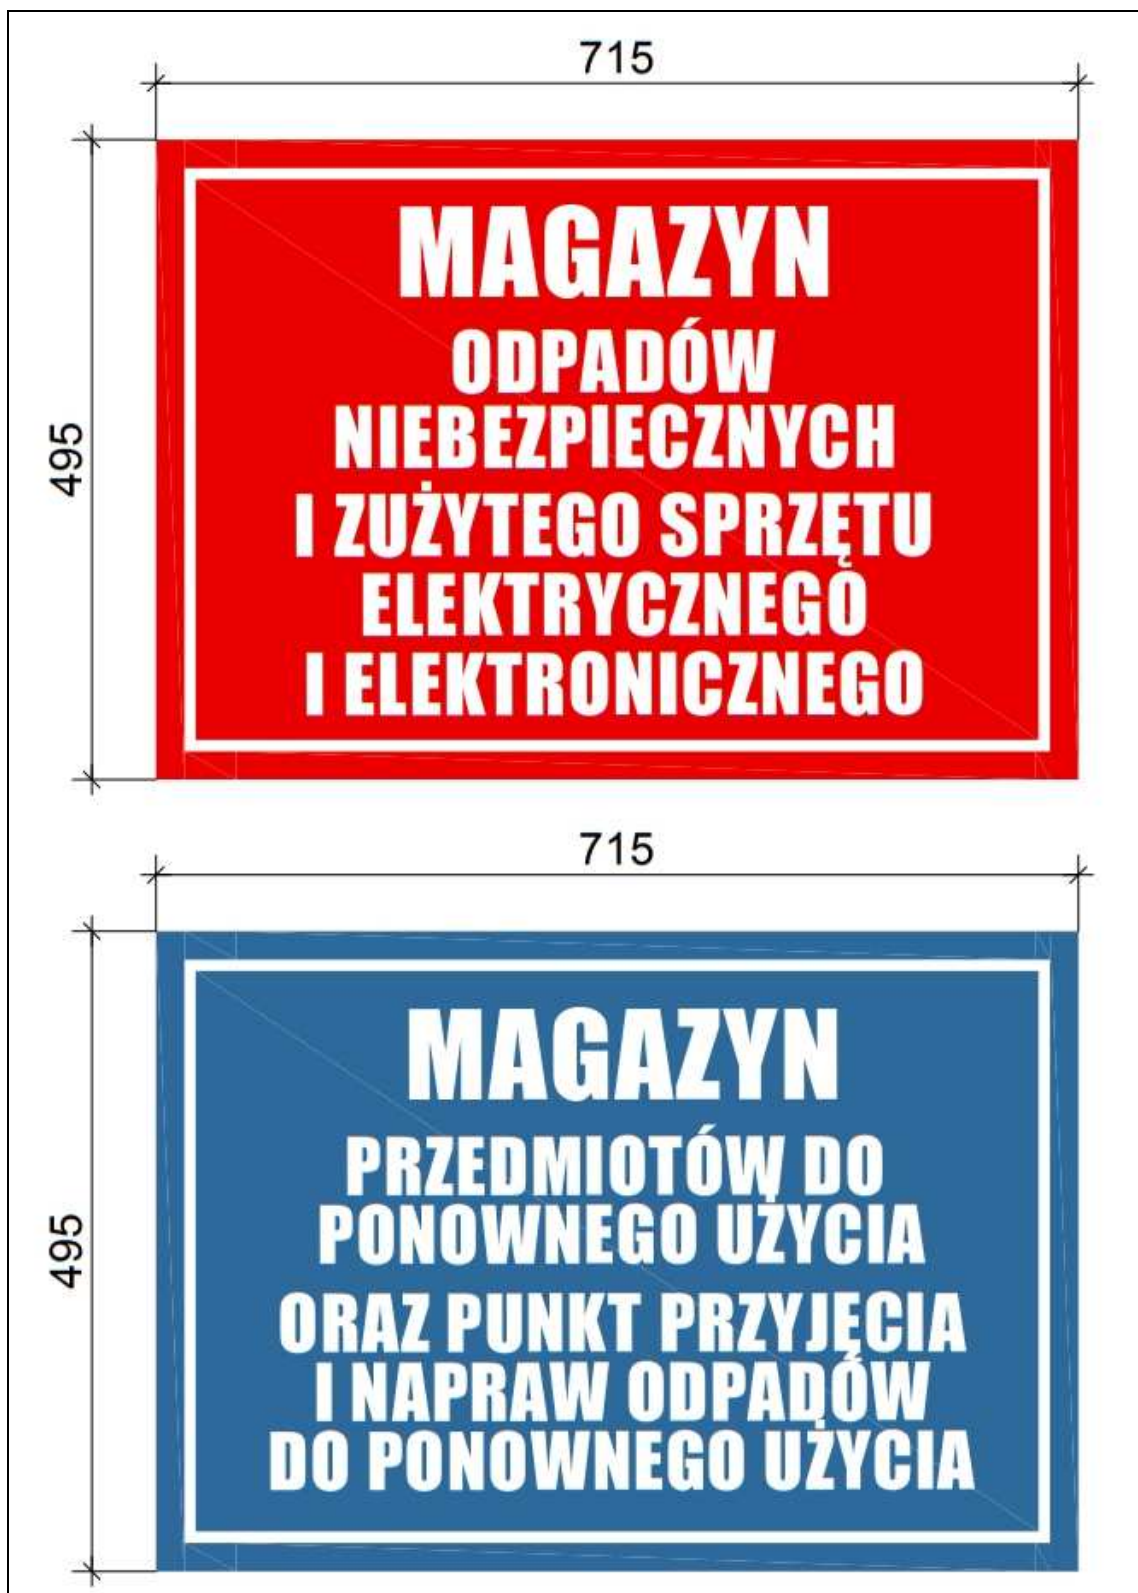 715
495
MAGAZYN
ODPADÓW
NIEBEZPIECZNYCH
I ZUŻYTEGO SPRZĘTU
ELEKTRYCZNEGO
I ELEKTRONICZNEGO
715
495
MAGAZYN
PRZEDMIOTÓW DO
PONOWNEGO UŻYCIA
ORAZ PUNKT PRZYJĘCIA
I NAPRAW ODPADÓW
DO PONOWNEGO UŻYCIA